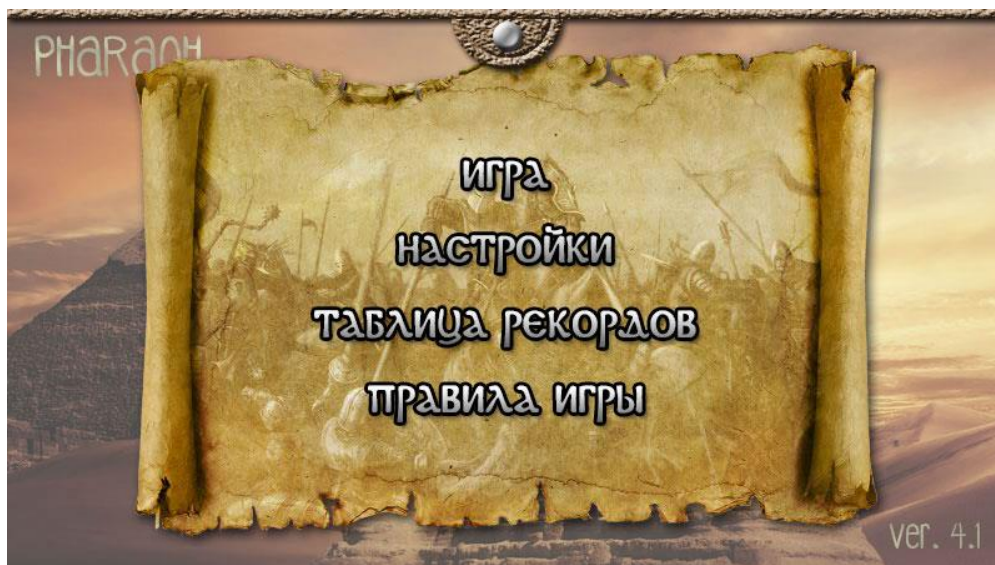 PHARAOH
игра
настройки
таблица рекордов
правила игры
ver. 4.1